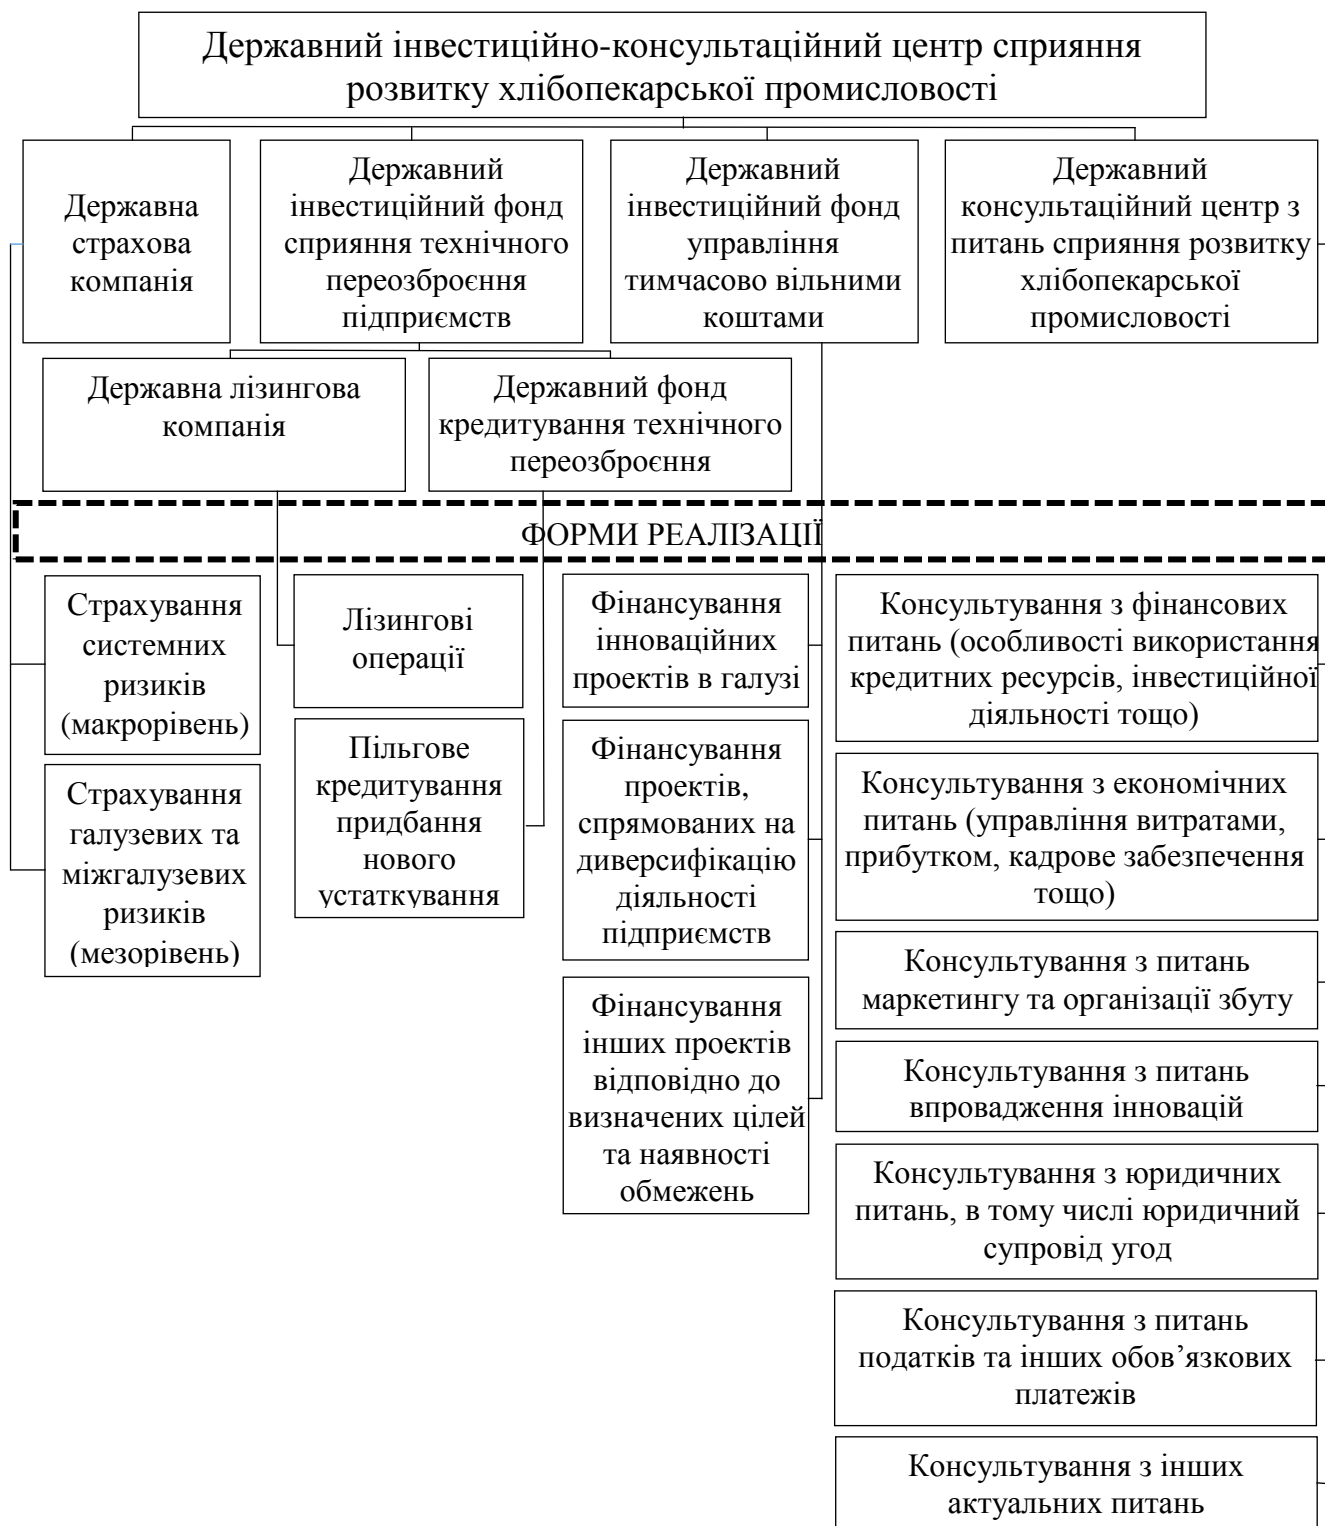 Державний інвестиційно-консультаційний центр сприяння
розвитку хлібопекарської промисловості
Державна
страхова
компанія
Державний
інвестиційний фонд
сприяння технічного
переозброєння
підприємств
Державний
інвестиційний фонд
управління
тимчасово вільними
коштами
Державний
консультаційний центр з
питань сприяння розвитку
хлібопекарської
промисловості
Державна лізингова
компанія
Державний фонд
кредитування технічного
переозброєння
ФОРМИ РЕАЛІЗАЦІЇ
Страхування
системних
ризиків
(макрорівень)
Страхування
галузевих та
міжгалузевих
ризиків
(мезорівень)
Лізингові
операції
Пільгове
кредитування
придбання
нового
устаткування
Фінансування
інноваційних
проектів в галузі
Фінансування
проектів,
спрямованих на
диверсифікацію
діяльності
підприємств
Фінансування
інших проектів
відповідно до
визначених цілей
та наявності
обмежень
Консультування з фінансових
питань (особливості використання
кредитних ресурсів, інвестиційної
діяльності тощо)
Консультування з економічних
питань (управління витратами,
прибутком, кадрове забезпечення
тощо)
Консультування з питань
маркетингу та організації збуту
Консультування з питань
впровадження інновацій
Консультування з юридичних
питань, в тому числі юридичний
супровід угод
Консультування з питань
податків та інших обов’язкових
платежів
Консультування з інших
актуальних питань